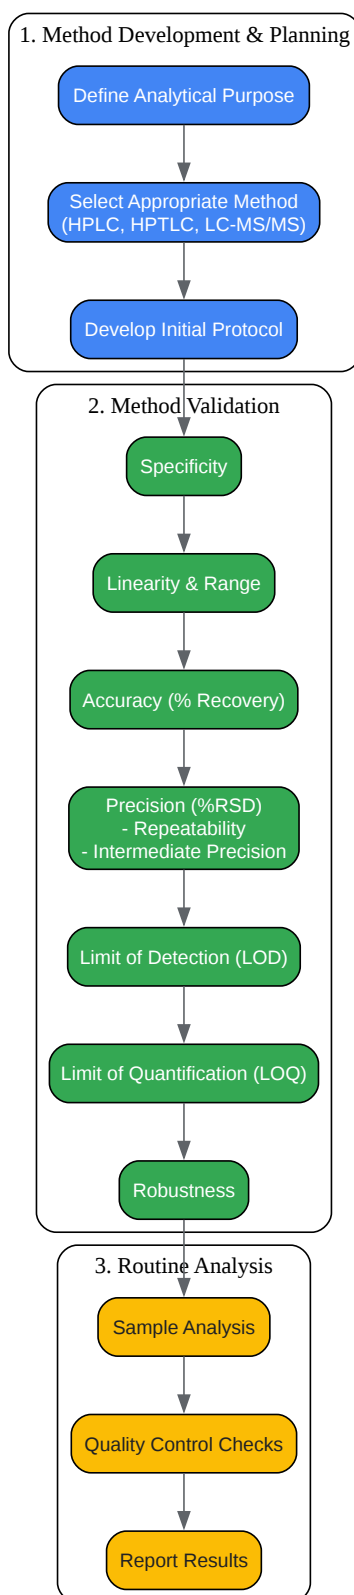 1. Method Development & Planning
Define Analytical Purpose
Select Appropriate Method
(HPLC, HPTLC, LC-MS/MS)
Develop Initial Protocol
2. Method Validation
Specificity
Linearity & Range
Accuracy (% Recovery)
Precision (%RSD)
- Repeatability
- Intermediate Precision
Limit of Detection (LOD)
Limit of Quantification (LOQ)
Robustness
3. Routine Analysis
Sample Analysis
Quality Control Checks
Report Results